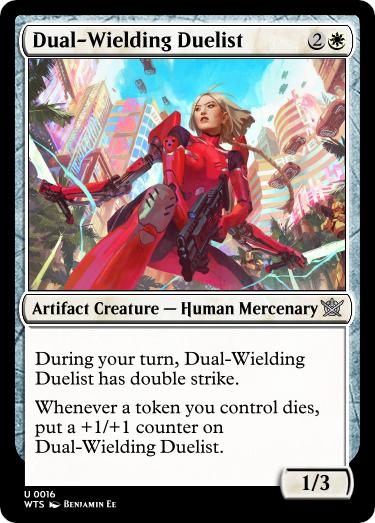 Dual-Wielding Duelist 2
Artifact Creature — Human Mercenary
During your turn, Dual-Wielding
Duelist has double strike.
Whenever a token you control dies,
put a +1/+1 counter on
Dual-Wielding Duelist.
1/3
U 0016
WTS Benjamin Ee